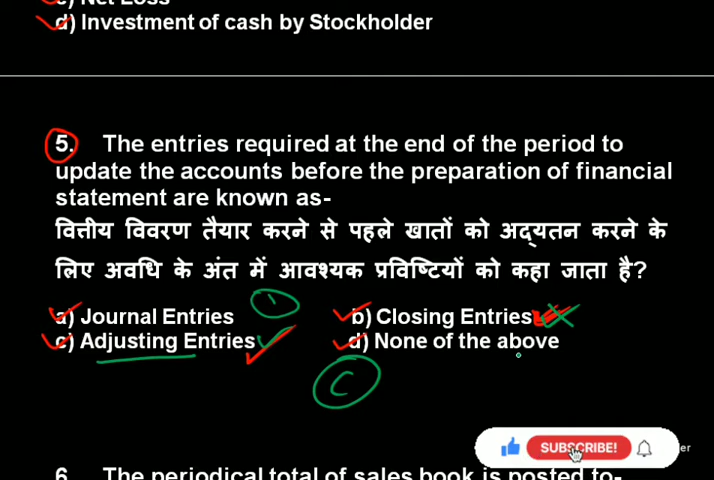 c) Net Loss
d) Investment of cash by Stockholder
5. The entries required at the end of the period to
update the accounts before the preparation of financial
statement are known as-
वित्तीय विवरण तैयार करने से पहले खातों को अद्यतन करने के
लिए अवधि के अंत में आवश्यक प्रविष्टियों को कहा जाता है?
a) Journal Entries b) Closing Entries
c) Adjusting Entries d) None of the above
C
SUBSCRIBE!
er
6. The periodical total of sales book is posted to-